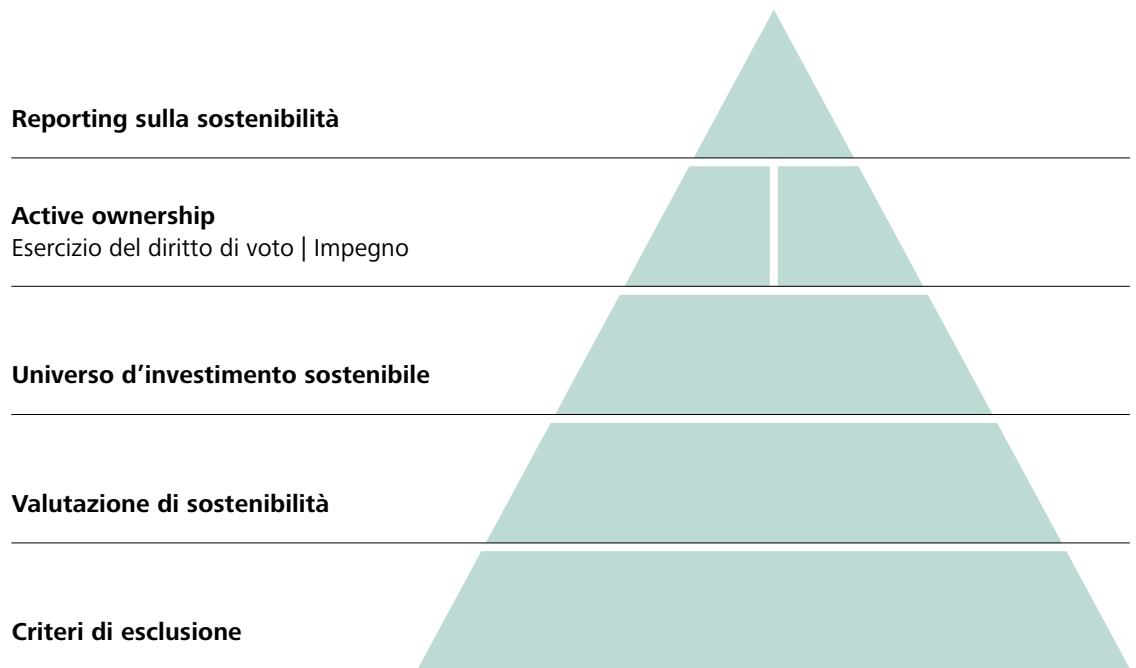 Reporting sulla sostenibilità
Active ownership
Esercizio del diritto di voto | Impegno
Universo d’investimento sostenibile
Valutazione di sostenibilità
Criteri di esclusione